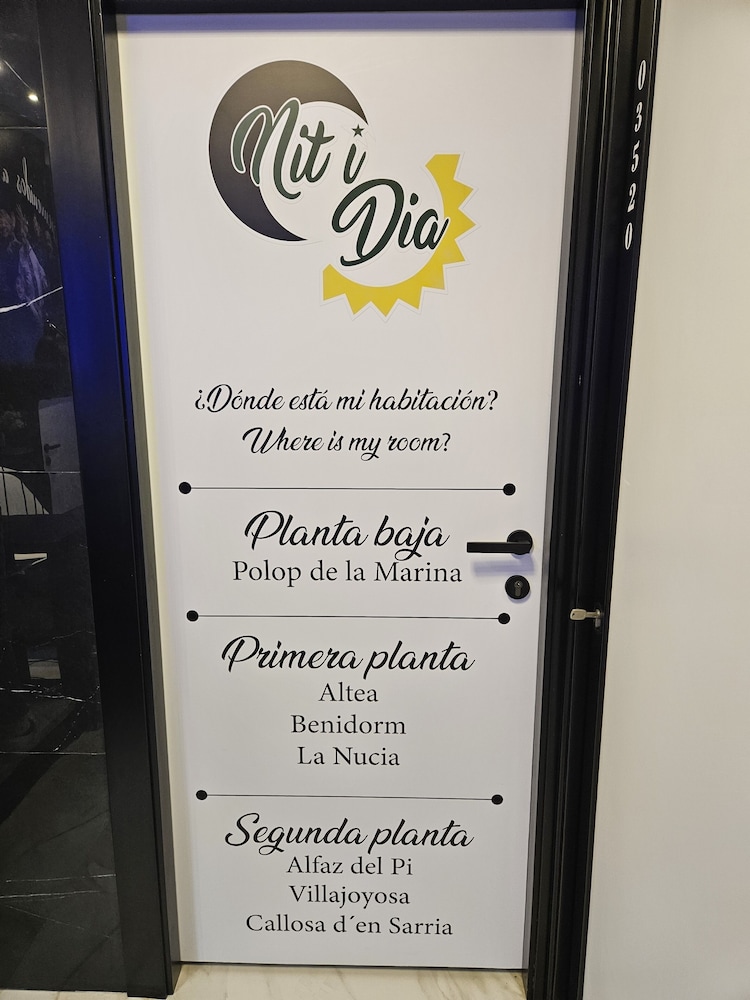 Nit i
Dia
03520
¿Dónde está mi habitación?
Where is my room?
Planta baja
Polop de la Marina
Primera planta
Altea
Benidorm
La Nucia
Segunda planta
Alfaz del Pi
Villajoyosa
Callosa d´en Sarria